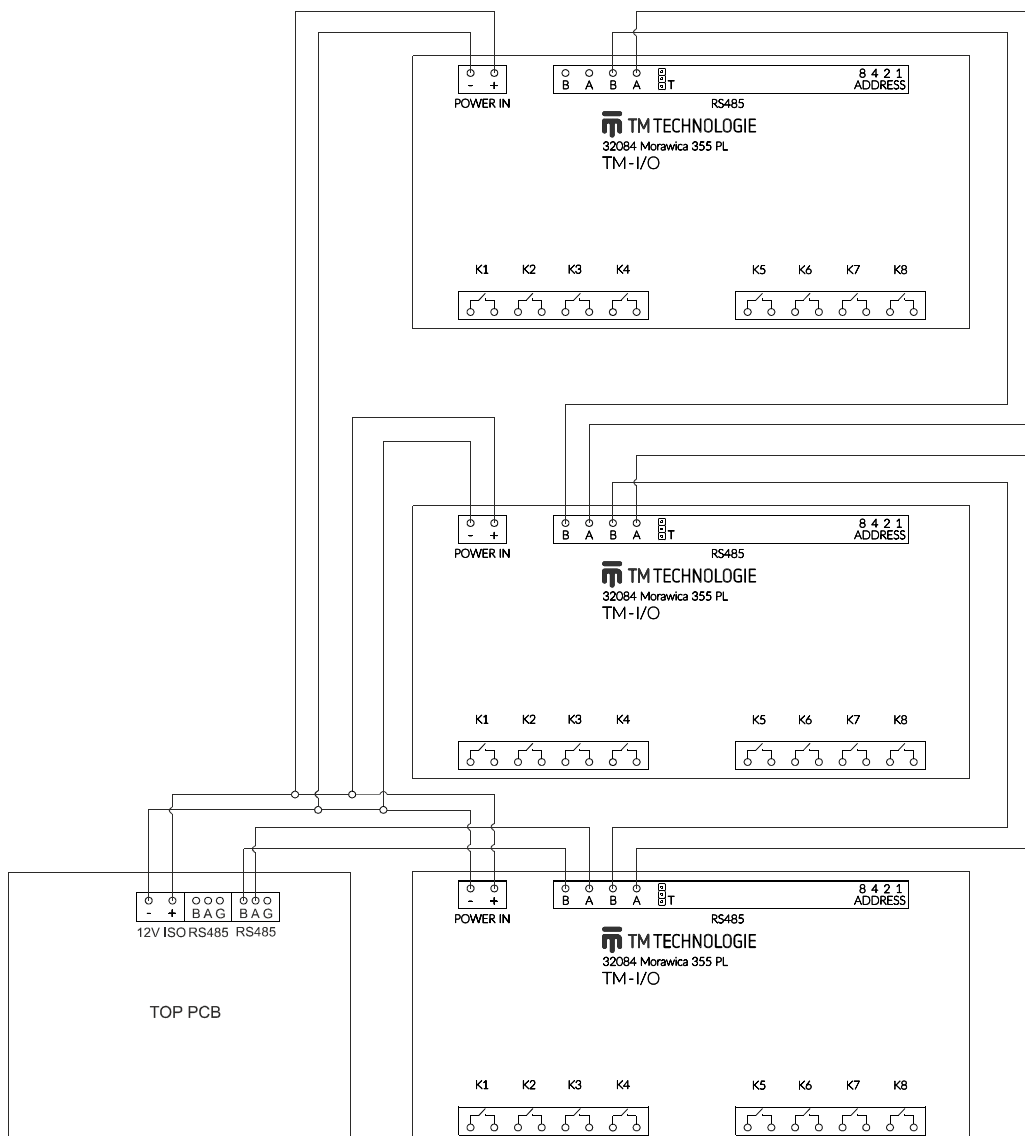 - +
B A B A T
8 4 2 1
ADDRESS
POWER IN
RS485
TM TECHNOLOGIE
32084 Morawica 355 PL
TM-I/O
K1 K2 K3 K4 K5 K6 K7 K8
- +
B A B A T
8 4 2 1
ADDRESS
POWER IN
RS485
TM TECHNOLOGIE
32084 Morawica 355 PL
TM-I/O
K1 K2 K3 K4 K5 K6 K7 K8
- +
B A B A T
8 4 2 1
ADDRESS
POWER IN
RS485
TM TECHNOLOGIE
32084 Morawica 355 PL
TM-I/O
K1 K2 K3 K4 K5 K6 K7 K8
- + B A G B A G
12V ISO RS485 RS485
TOP PCB